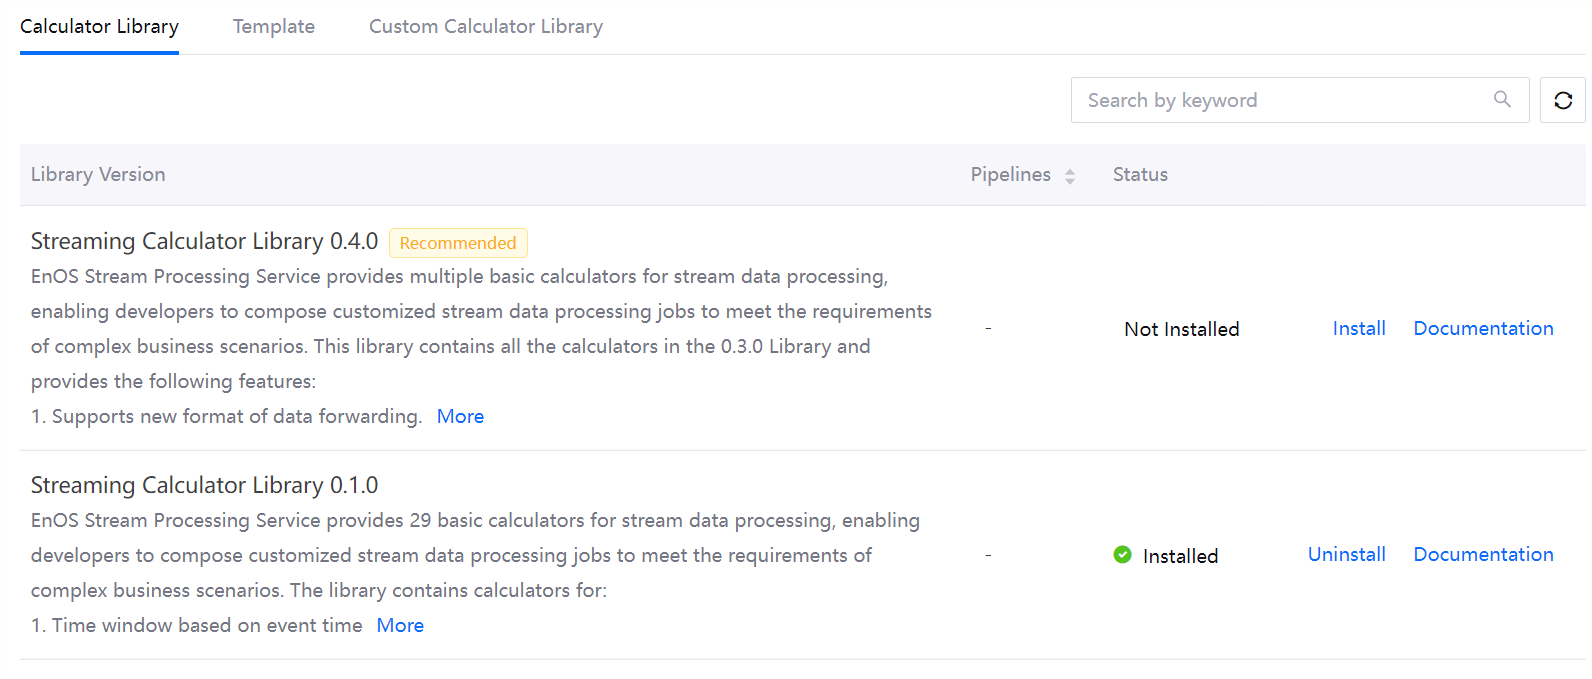 Calculator Library Template Custom Calculator Library
Search by keyword
Library Version Pipelines Status
Streaming Calculator Library 0.4.0 Recommended
EnOS Stream Processing Service provides multiple basic calculators for stream data processing,
enabling developers to compose customized stream data processing jobs to meet the requirements
of complex business scenarios. This library contains all the calculators in the 0.3.0 Library and
provides the following features:
1. Supports new format of data forwarding. More
- Not Installed Install Documentation
Streaming Calculator Library 0.1.0
EnOS Stream Processing Service provides 29 basic calculators for stream data processing, enabling
developers to compose customized stream data processing jobs to meet the requirements of
complex business scenarios. The library contains calculators for:
1. Time window based on event time More
- Installed Uninstall Documentation